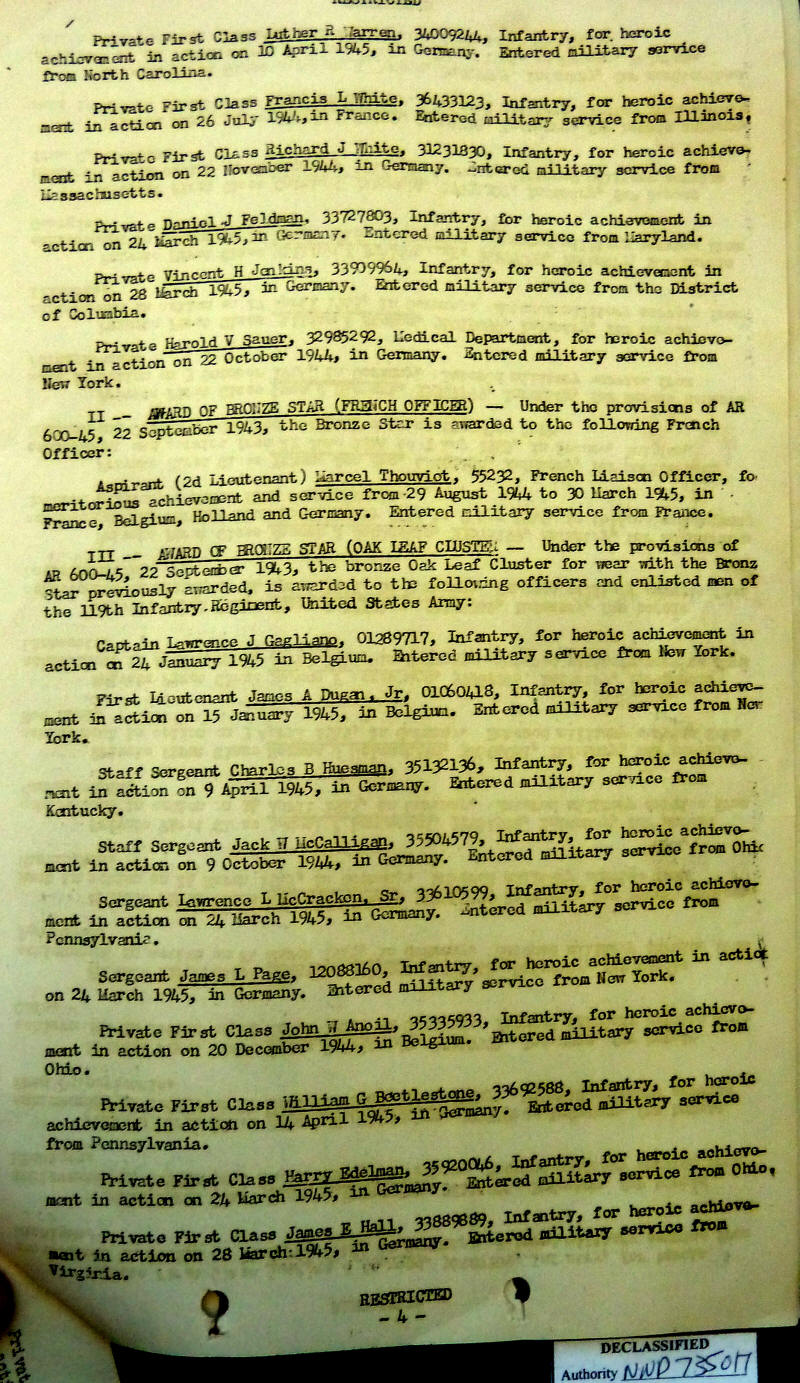 RESTRICTED
Private First Class Luther R Warren, 34009244, Infantry, for heroic
achievement in action on 10 April 1945, in Germany. Entered military service
from North Carolina.
Private First Class Francis L White, 36433123, Infantry, for heroic achieve-
ment in action on 26 July 1944, in France. Entered military service from Illinois.
Private First Class Richard J White, 31231830, Infantry, for heroic achieve-
ment in action on 22 November 1944, in Germany. Entered military service from
Massachusetts.
Private Daniel J Feldman, 33727803, Infantry, for heroic achievement in
action on 24 March 1945, in Germany. Entered military service from Maryland.
Private Vincent H Jenkins, 33909964, Infantry, for heroic achievement in
action on 28 March 1945, in Germany. Entered military service from the District
of Columbia.
Private Harold V Sauer, 32985292, Medical Department, for heroic achieve-
ment in action on 22 October 1944, in Germany. Entered military service from
New York.
II -- AWARD OF BRONZE STAR (FRENCH OFFICER) -- Under the provisions of AR
600-45, 22 September 1943, the Bronze Star is awarded to the following French
Officer:
Aspirant (2d Lieutenant) Marcel Thouviot, 55232, French Liaison Officer, fo
meritorious achievement and service from 29 August 1944 to 30 March 1945, in
France, Belgium, Holland and Germany. Entered military service from France.
III -- AWARD OF BRONZE STAR (OAK LEAF CLUSTER -- Under the provisions of
AR 600-45, 22 September 1943, the bronze Oak Leaf Cluster for wear with the Bronz
Star previously awarded, is awarded to the following officers and enlisted men of
the 119th Infantry Regiment, United States Army:
Captain Lawrence J Gagliano, 01289717, Infantry, for heroic achievement in
action on 24 January 1945 in Belgium. Entered military service from New York.
First Lieutenant James A Dugan, Jr, 01060418, Infantry, for heroic achieve-
ment in action on 15 January 1945, in Belgium. Entered military service from New
York.
Staff Sergeant Charles B Huesman, 35132136, Infantry, for heroic achieve-
ment in action on 9 April 1945, in Germany. Entered military service from
Kentucky.
Staff Sergeant Jack W McCalligan, 35504579, Infantry, for heroic achieve-
ment in action on 9 October 1944, in Germany. Entered military service from Ohio
Sergeant Lawrence L McCracken, Sr, 33610599, Infantry, for heroic achieve-
ment in action on 24 March 1945, in Germany. Entered military service from
Pennsylvania.
Sergeant James L Page, 12088160, Infantry, for heroic achievement in action
on 24 March 1945, in Germany. Entered military service from New York.
Private First Class John W Anoil, 35335933, Infantry, for heroic achieve-
ment in action on 20 December 1944, in Belgium. Entered military service from
Ohio.
Private First Class William G Beetlestone, 33692588, Infantry, for heroic
achievement in action on 14 April 1945, in Germany. Entered military service
from Pennsylvania.
Private First Class Harry Edelman, 35920046, Infantry, for heroic achieve-
ment in action on 24 March 1945, in Germany. Entered military service from Ohio.
Private First Class James E Hall, 33889889, Infantry, for heroic achieve-
ment in action on 28 March 1945, in Germany. Entered military service from
Virginia.
RESTRICTED
- 4 -
DECLASSIFIED
Authority NND 735017